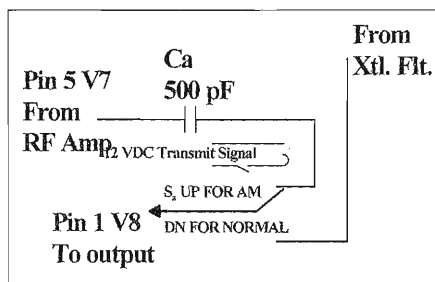 From
Xtl. Flt.
Ca
500 pF
Pin 5 V7
From
RF Amp
12 VDC Transmit Signal
Sa UP FOR AM
DN FOR NORMAL
Pin 1 V8
To output